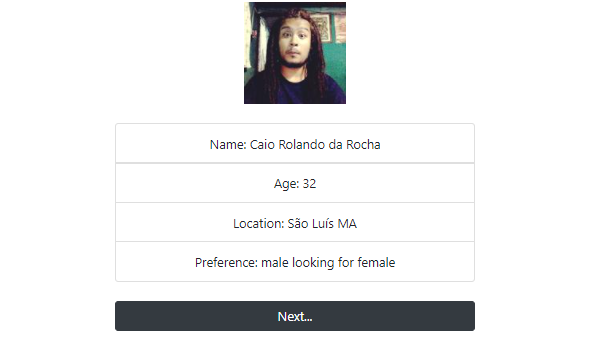 Name: Caio Rolando da Rocha
Age: 32
Location: São Luís MA
Preference: male looking for female
Next...